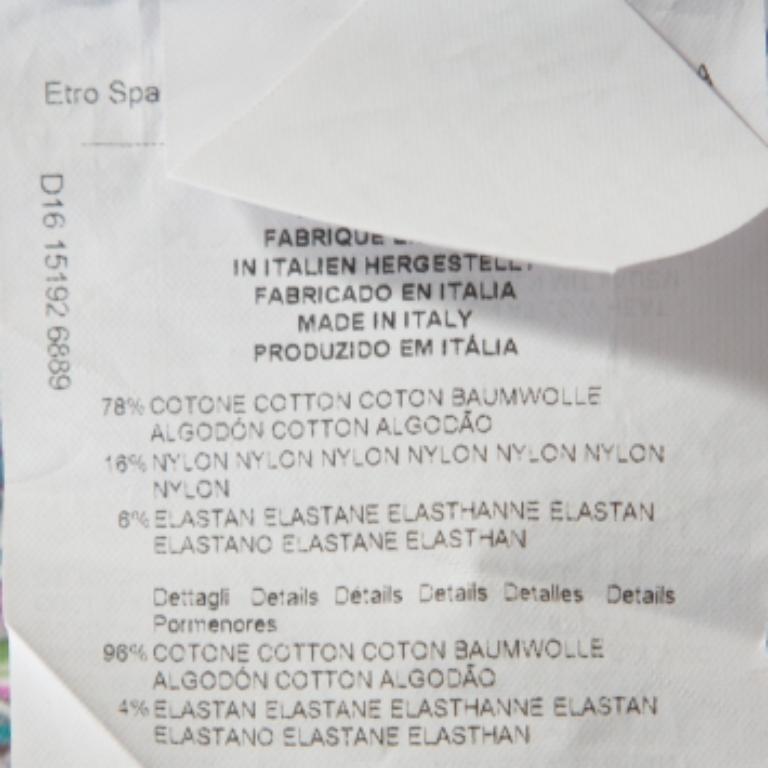 Etro Spa
D16 15192 6889
FABRIQUE
IN ITALIEN HERGESTELLT
FABRICADO EN ITALIA
MADE IN ITALY
PRODUZIDO EM ITÁLIA
78% COTONE COTTON COTON BAUMWOLLE
ALGODÓN COTTON ALGODÃO
16% NYLON NYLON NYLON NYLON NYLON NYLON
NYLON
6% ELASTAN ELASTANE ELASTHANNE ELASTAN
ELASTANO ELASTANE ELASTHAN
Dettagli Details Détails Details Detalles Details
Pormenores
96% COTONE COTTON COTON BAUMWOLLE
ALGODÓN COTTON ALGODÃO
4% ELASTAN ELASTANE ELASTHANNE ELASTAN
ELASTANO ELASTANE ELASTHAN